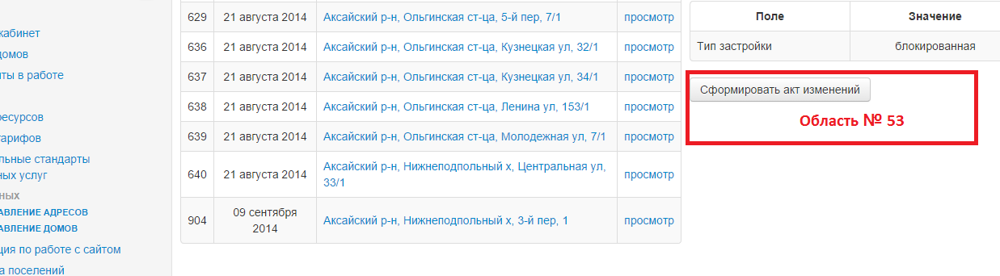 кабинет
домов
ты в работе
ресурсов
тарифов
льные стандарты
ных услуг
ных
АВЛЕНИЕ АДРЕСОВ
АВЛЕНИЕ ДОМОВ
ция по работе с сайтом
а поселений
629 21 августа 2014 Аксайский р-н, Ольгинская ст-ца, 5-й пер, 7/1 просмотр
636 21 августа 2014 Аксайский р-н, Ольгинская ст-ца, Кузнецкая ул, 32/1 просмотр
637 21 августа 2014 Аксайский р-н, Ольгинская ст-ца, Кузнецкая ул, 34/1 просмотр
638 21 августа 2014 Аксайский р-н, Ольгинская ст-ца, Ленина ул, 153/1 просмотр
639 21 августа 2014 Аксайский р-н, Ольгинская ст-ца, Молодежная ул, 7/1 просмотр
640 21 августа 2014 Аксайский р-н, Нижнеподпольный х, Центральная ул, просмотр
33/1
904 09 сентября Аксайский р-н, Нижнеподпольный х, 3-й пер, 1 просмотр
2014
Поле Значение
Тип застройки блокированная
Сформировать акт изменений
Область № 53